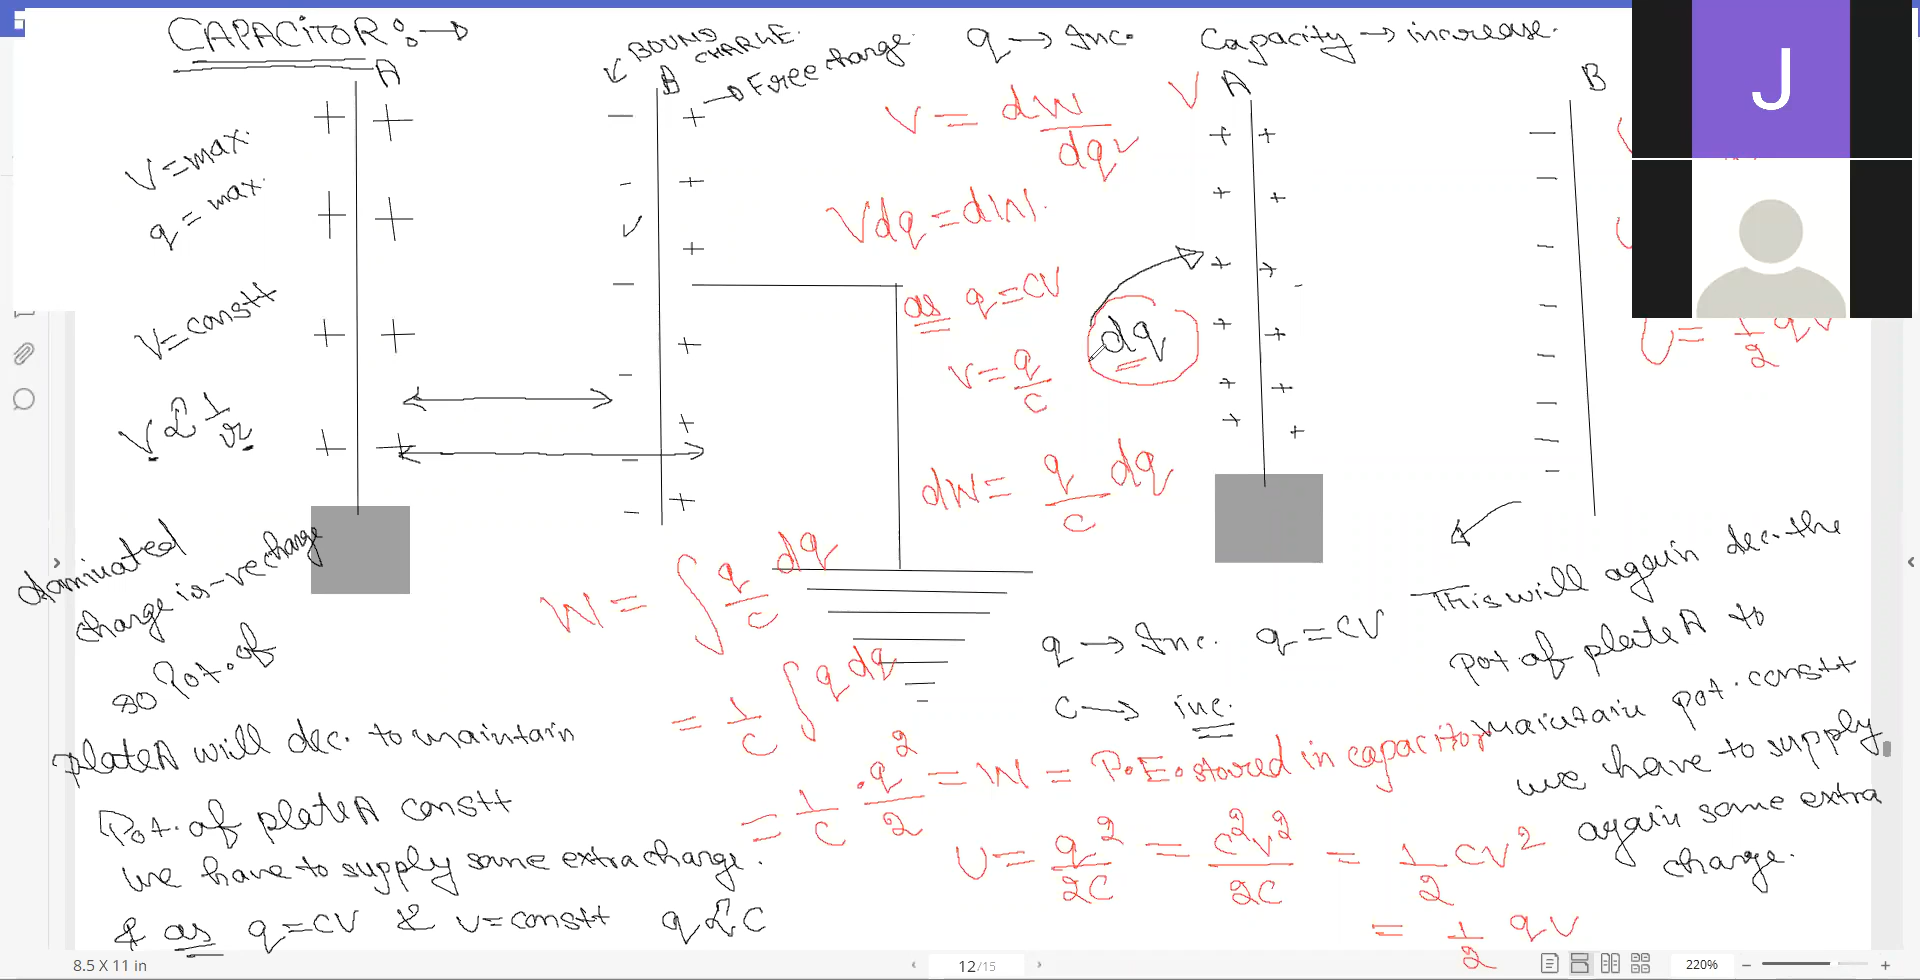 CAPACITOR :→
A
BOUND CHARGE.
B
→ Free charge
q → Inc.
Capacity → increase.
V = max.
q = max.
V = constt
V ∝ 1/r
V = dW/dq
Vdq = dW.
as q = CV
V = q/C
dW = q/C dq
V
A
B
dq
J
U = 1/2 qV
dominated
charge is -ve charge
so Pot. of
plate A will dec. to maintain
Pot. of plate A constt
we have to supply some extra charge.
& as q = CV & V = constt q ∝ C
W = ∫ q/C dq
= 1/C ∫ q dq
= 1/C . q²/2 = W = P.E. stored in capacitor
U = q²/2C = C²V²/2C = 1/2 CV²
= 1/2 qV
q → Inc. q = CV
C → inc.
This will again dec. the
pot of plate A to
maintain pot. constt
we have to supply
again some extra
charge.
8.5 X 11 in
12/15
220%